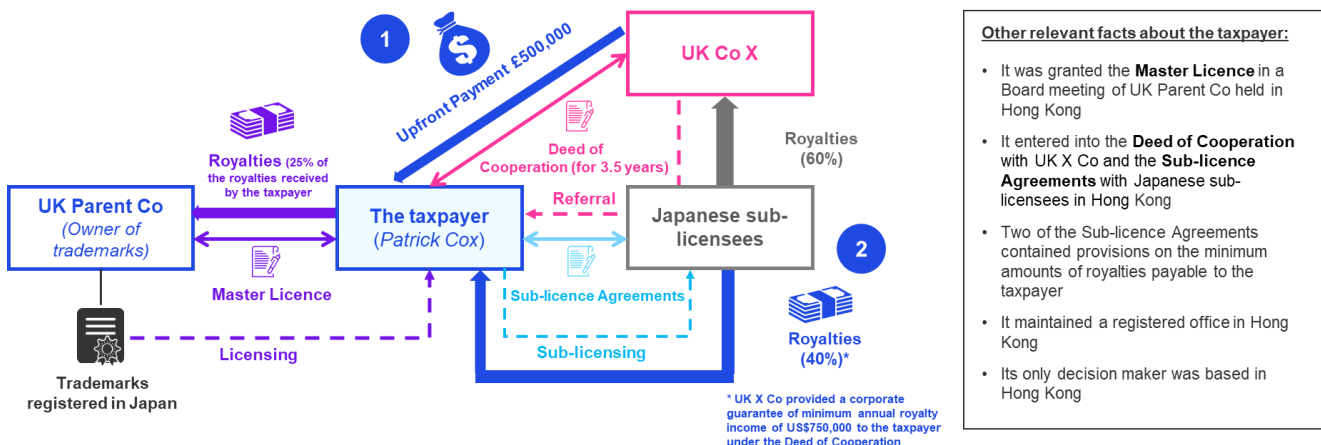 1
$
Upfront Payment £500,000
UK Co X
Royalties (25% of
the royalties received
by the taxpayer
Deed of
Cooperation (for 3.5 years)
Royalties
(60%)
Referral
UK Parent Co
(Owner of
trademarks)
The taxpayer
(Patrick Cox)
Japanese sub-
licensees
2
Master Licence
Sub-licence Agreements
Royalties
(40%)*
Licensing
Sub-licensing
Trademarks
registered in Japan
* UK X Co provided a corporate
guarantee of minimum annual royalty
income of US$750,000 to the taxpayer
under the Deed of Cooperation
Other relevant facts about the taxpayer:
• It was granted the Master Licence in a
Board meeting of UK Parent Co held in
Hong Kong
• It entered into the Deed of Cooperation
with UK X Co and the Sub-licence
Agreements with Japanese sub-
licensees in Hong Kong
• Two of the Sub-licence Agreements
contained provisions on the minimum
amounts of royalties payable to the
taxpayer
• It maintained a registered office in Hong
Kong
• Its only decision maker was based in
Hong Kong